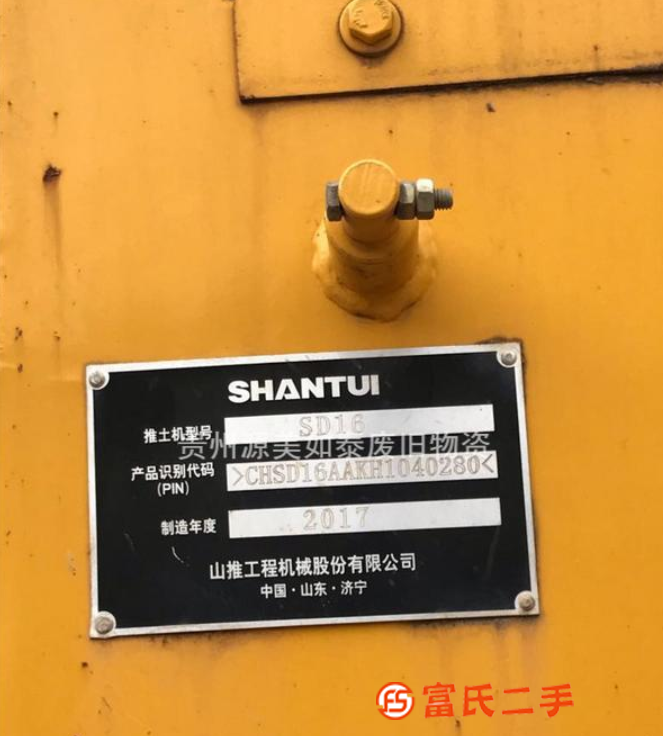 SHANTUI
推土机型号 SD16
贵州源美如泰废旧物资
产品识别代码 >CHSD16AAKH1040280<
(PIN)
制造年度 2017
山推工程机械股份有限公司
中国·山东·济宁
FS 富氏二手